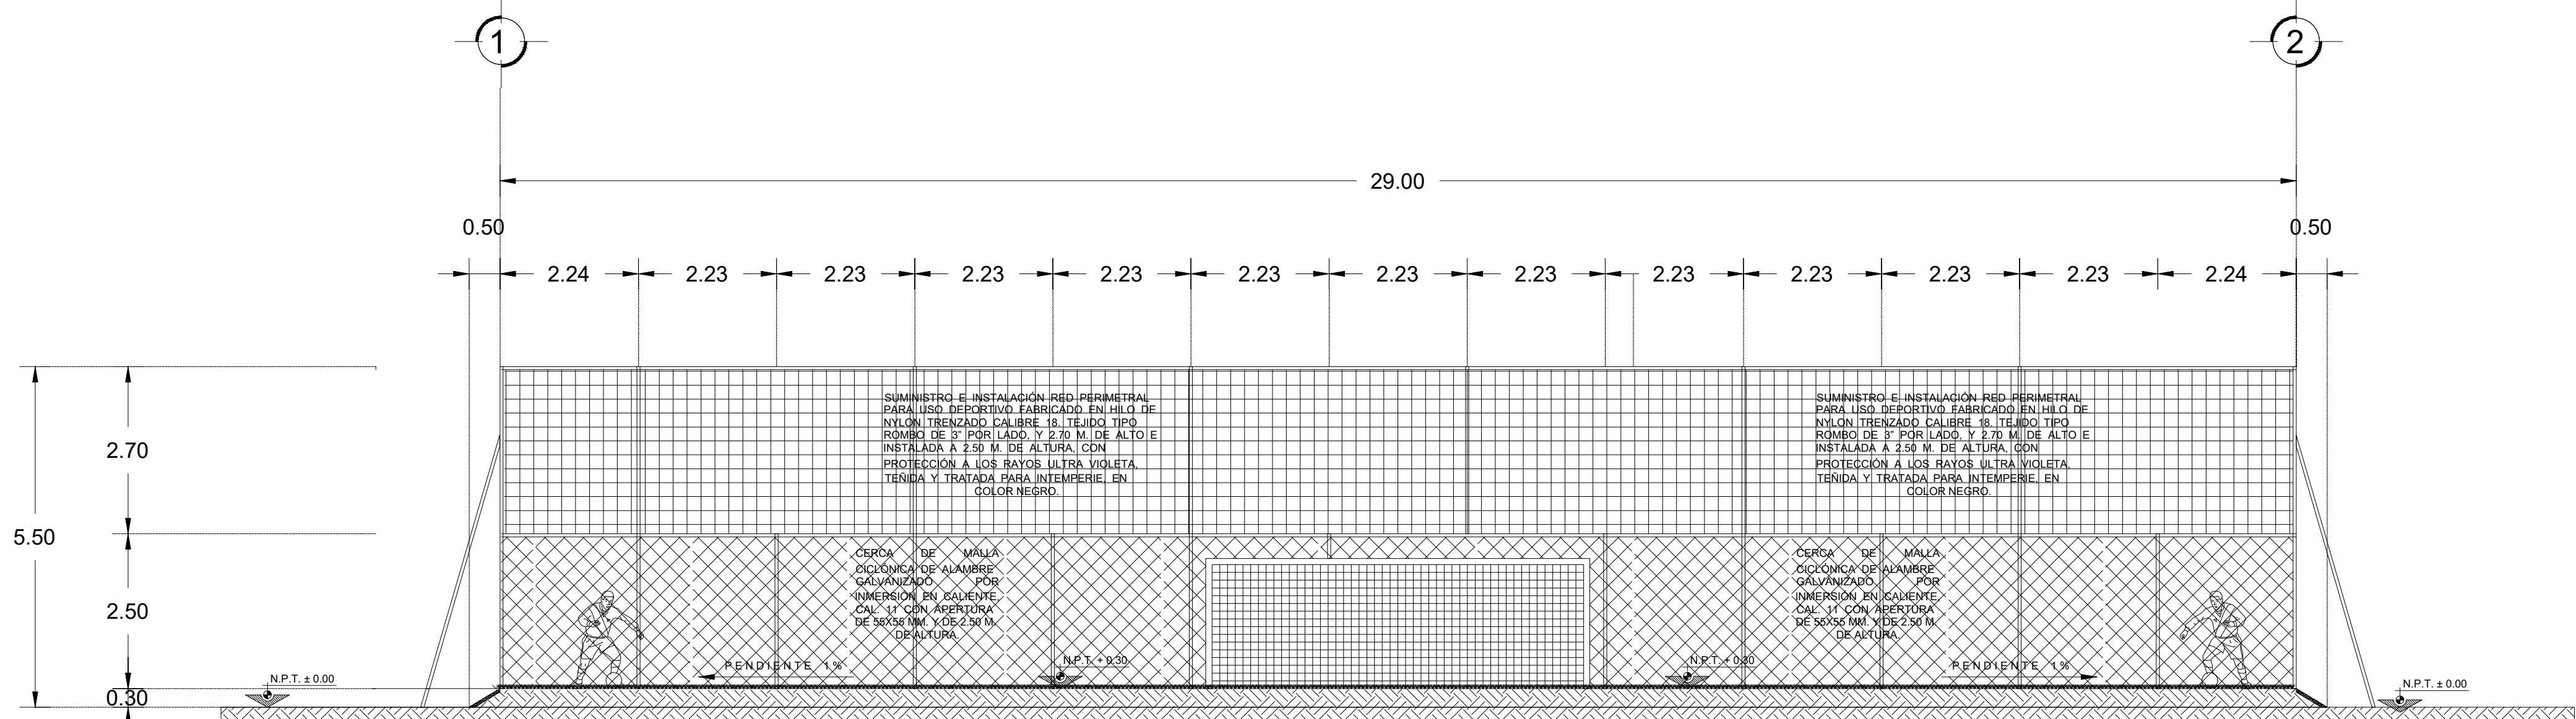 1
2
29.00
0.50
0.50
2.24
2.23
2.23
2.23
2.23
2.23
2.23
2.23
2.23
2.23
2.23
2.23
2.24
2.70
5.50
2.50
0.30
SUMINISTRO E INSTALACIÓN RED PERIMETRAL
PARA USO DEPORTIVO FABRICADO EN HILO DE
NYLON TRENZADO CALIBRE 18. TEJIDO TIPO
ROMBO DE 3" POR LADO, Y 2.70 M. DE ALTO E
INSTALADA A 2.50 M. DE ALTURA, CON
PROTECCIÓN A LOS RAYOS ULTRA VIOLETA,
TEÑIDA Y TRATADA PARA INTEMPERIE, EN
COLOR NEGRO.
SUMINISTRO E INSTALACIÓN RED PERIMETRAL
PARA USO DEPORTIVO FABRICADO EN HILO DE
NYLON TRENZADO CALIBRE 18. TEJIDO TIPO
ROMBO DE 3" POR LADO, Y 2.70 M. DE ALTO E
INSTALADA A 2.50 M. DE ALTURA, CON
PROTECCIÓN A LOS RAYOS ULTRA VIOLETA,
TEÑIDA Y TRATADA PARA INTEMPERIE, EN
COLOR NEGRO.
CERCA DE MALLA
CICLÓNICA DE ALAMBRE
GALVANIZADO POR
INMERSIÓN EN CALIENTE,
CAL. 11 CON APERTURA
DE 55X55 MM. Y DE 2.50 M.
DE ALTURA.
CERCA DE MALLA
CICLÓNICA DE ALAMBRE
GALVANIZADO POR
INMERSIÓN EN CALIENTE,
CAL. 11 CON APERTURA
DE 55X55 MM. Y DE 2.50 M.
DE ALTURA.
N.P.T. ± 0.00
PENDIENTE 1 %
N.P.T. + 0.30
N.P.T. + 0.30
PENDIENTE 1 %
N.P.T. ± 0.00